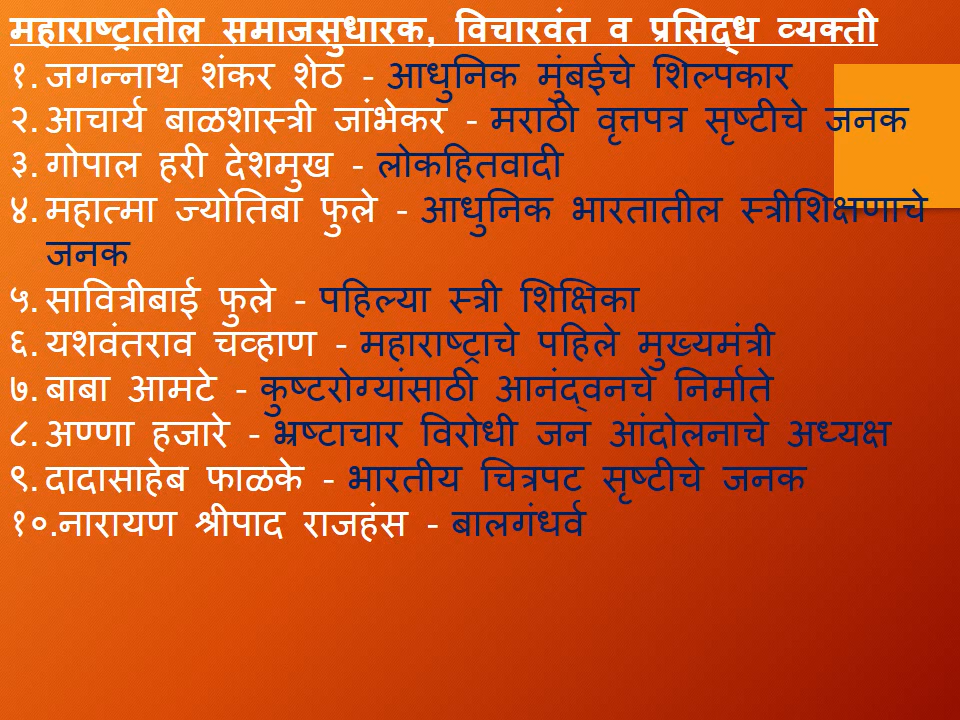 महाराष्ट्रातील समाजसुधारक, विचारवंत व प्रसिद्ध व्यक्ती
१. जगन्नाथ शंकर शेठ - आधुनिक मुंबईचे शिल्पकार
२. आचार्य बाळशास्त्री जांभेकर - मराठी वृत्तपत्र सृष्टीचे जनक
३. गोपाल हरी देशमुख - लोकहितवादी
४. महात्मा ज्योतिबा फुले - आधुनिक भारतातील स्त्रीशिक्षणाचे
जनक
५. सावित्रीबाई फुले - पहिल्या स्त्री शिक्षिका
६. यशवंतराव चव्हाण - महाराष्ट्राचे पहिले मुख्यमंत्री
७. बाबा आमटे - कुष्टरोग्यांसाठी आनंद्वनचे निर्माते
८. अण्णा हजारे - भ्रष्टाचार विरोधी जन आंदोलनाचे अध्यक्ष
९. दादासाहेब फाळके - भारतीय चित्रपट सृष्टीचे जनक
१०.नारायण श्रीपाद राजहंस - बालगंधर्व